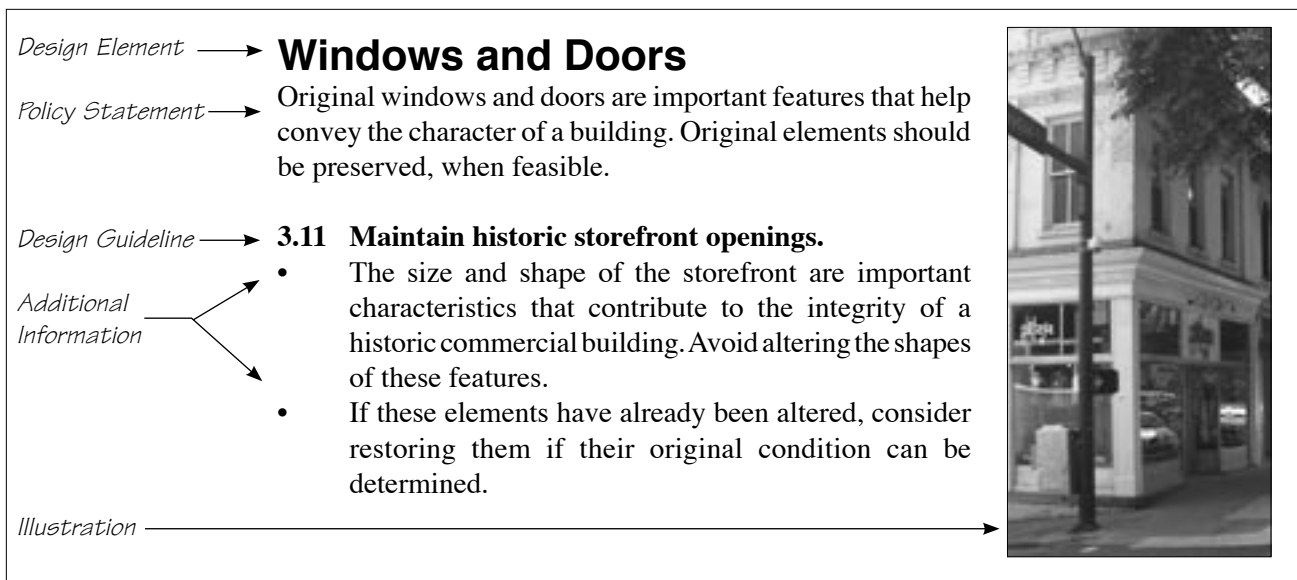 Design Element
Windows and Doors
Policy Statement
Original windows and doors are important features that help
convey the character of a building. Original elements should
be preserved, when feasible.
Design Guideline
3.11 Maintain historic storefront openings.
Additional
Information
• The size and shape of the storefront are important
characteristics that contribute to the integrity of a
historic commercial building. Avoid altering the shapes
of these features.
• If these elements have already been altered, consider
restoring them if their original condition can be
determined.
Illustration